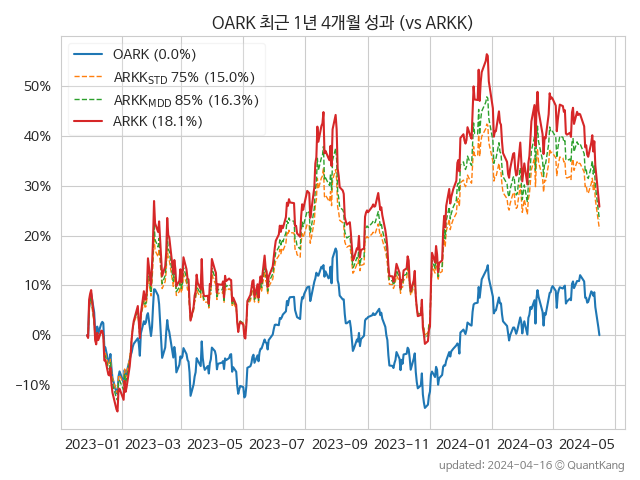 OARK 최근 1년 4개월 성과 (vs ARKK)
OARK (0.0%)
ARKK_STD 75% (15.0%)
ARKK_MDD 85% (16.3%)
ARKK (18.1%)
50%
40%
30%
20%
10%
0%
−10%
2023-01 2023-03 2023-05 2023-07 2023-09 2023-11 2024-01 2024-03 2024-05
updated: 2024-04-16 © QuantKang